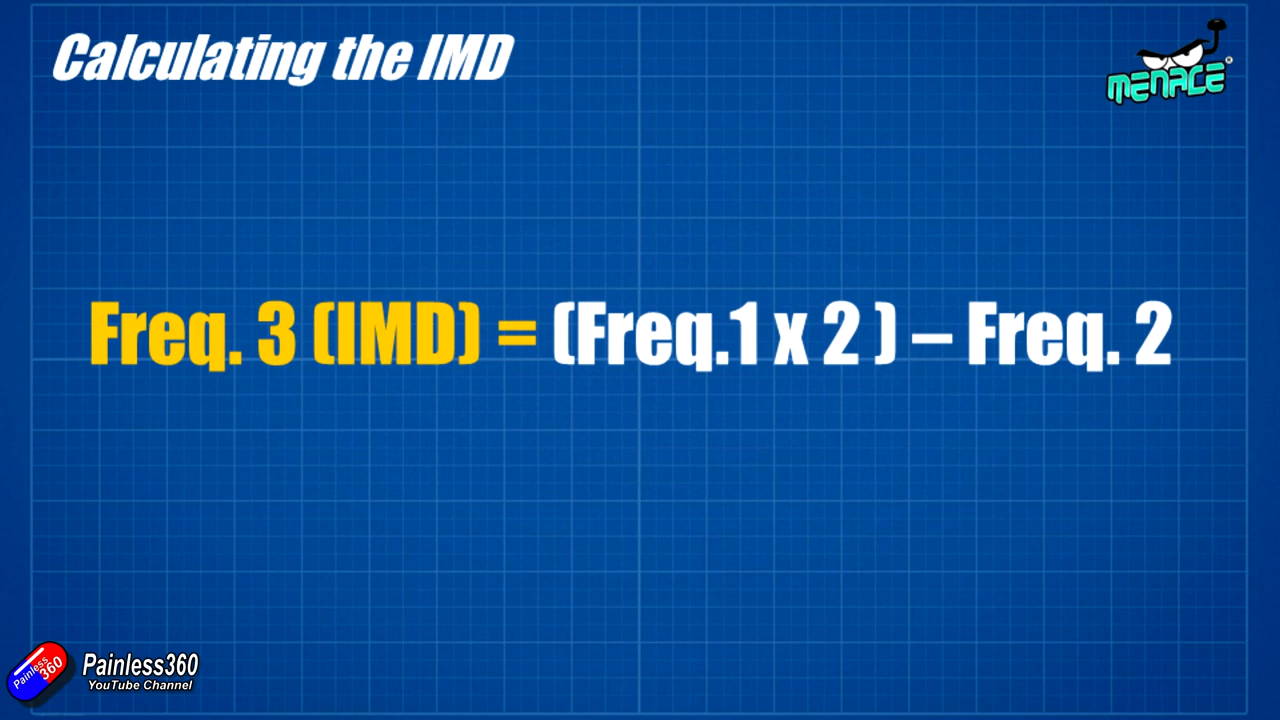 Calculating the IMD
MENACE
®
Freq. 3 (IMD) = (Freq.1 x 2 ) – Freq. 2
Painless
360
Painless360
YouTube Channel